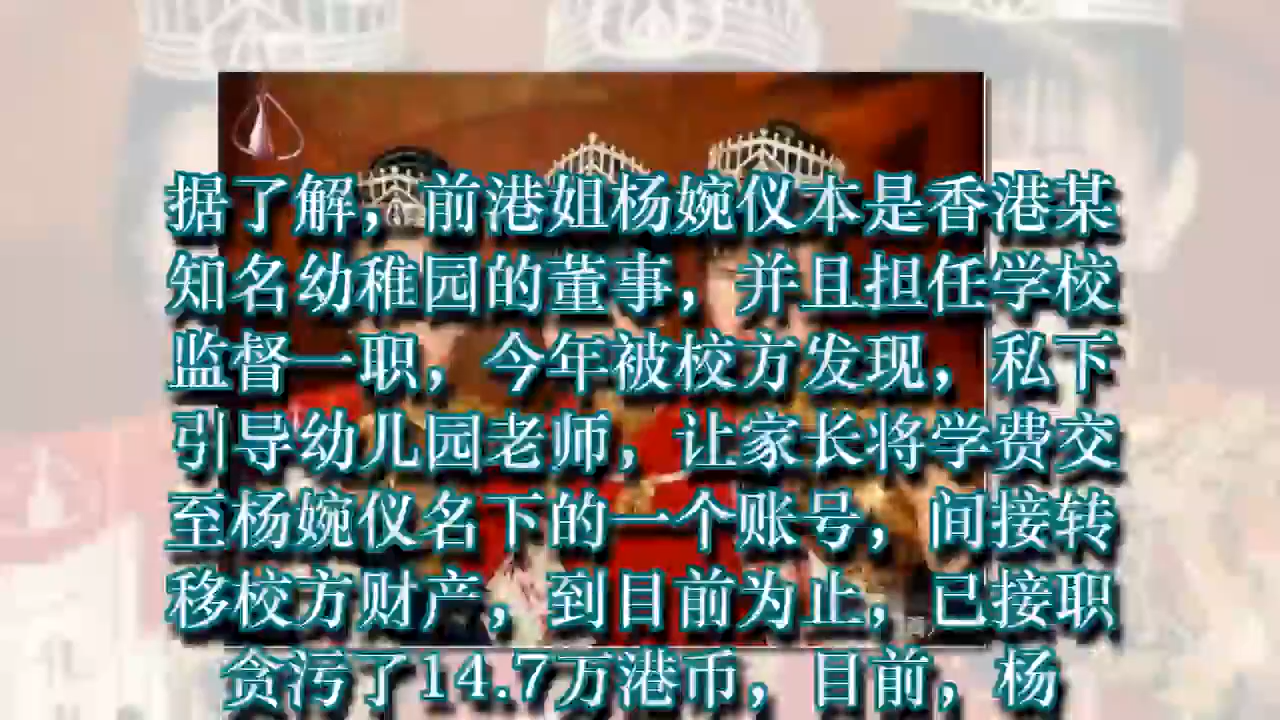 据了解，前港姐杨婉仪本是香港某
知名幼稚园的董事，并且担任学校
监督一职，今年被校方发现，私下
引导幼儿园老师，让家长将学费交
至杨婉仪名下的一个账号，间接转
移校方财产，到目前为止，已接职
贪污了14.7万港币，目前，杨